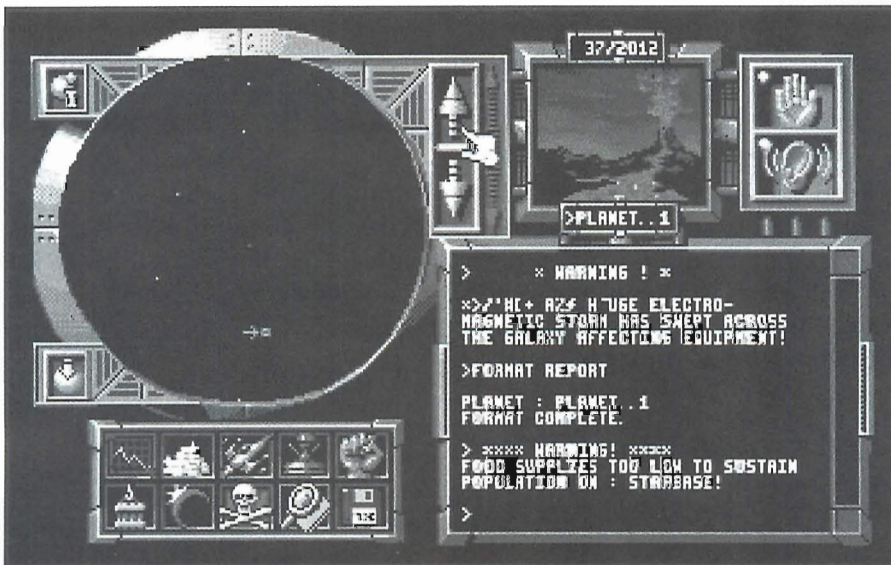 37/2012
>PLANET..1
> × WARNING ! ×
HUGE ELECTRO-
MAGNETIC STORM HAS SWEPT ACROSS
THE GALAXY AFFECTING EQUIPMENT!
>FORMAT REPORT
PLANET : PLANET..1
FORMAT COMPLETE.
> ×××× WARNING! ××××
FOOD SUPPLIES TOO LOW TO SUSTAIN
POPULATION ON : STARBASE!
>